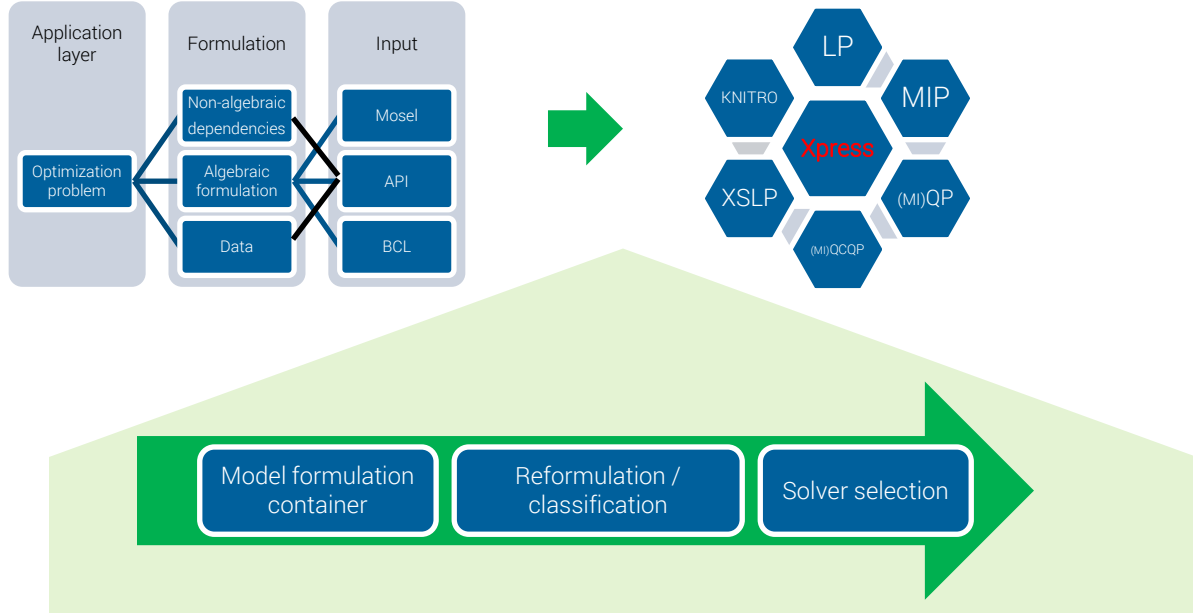 Application
layer
Formulation
Input
Non-algebraic
dependencies
Mosel
Optimization
problem
Algebraic
formulation
API
Data
BCL
LP
KNITRO
MIP
Xpress
XSLP
(MI)QP
(MI)QCQP
Model formulation
container
Reformulation /
classification
Solver selection